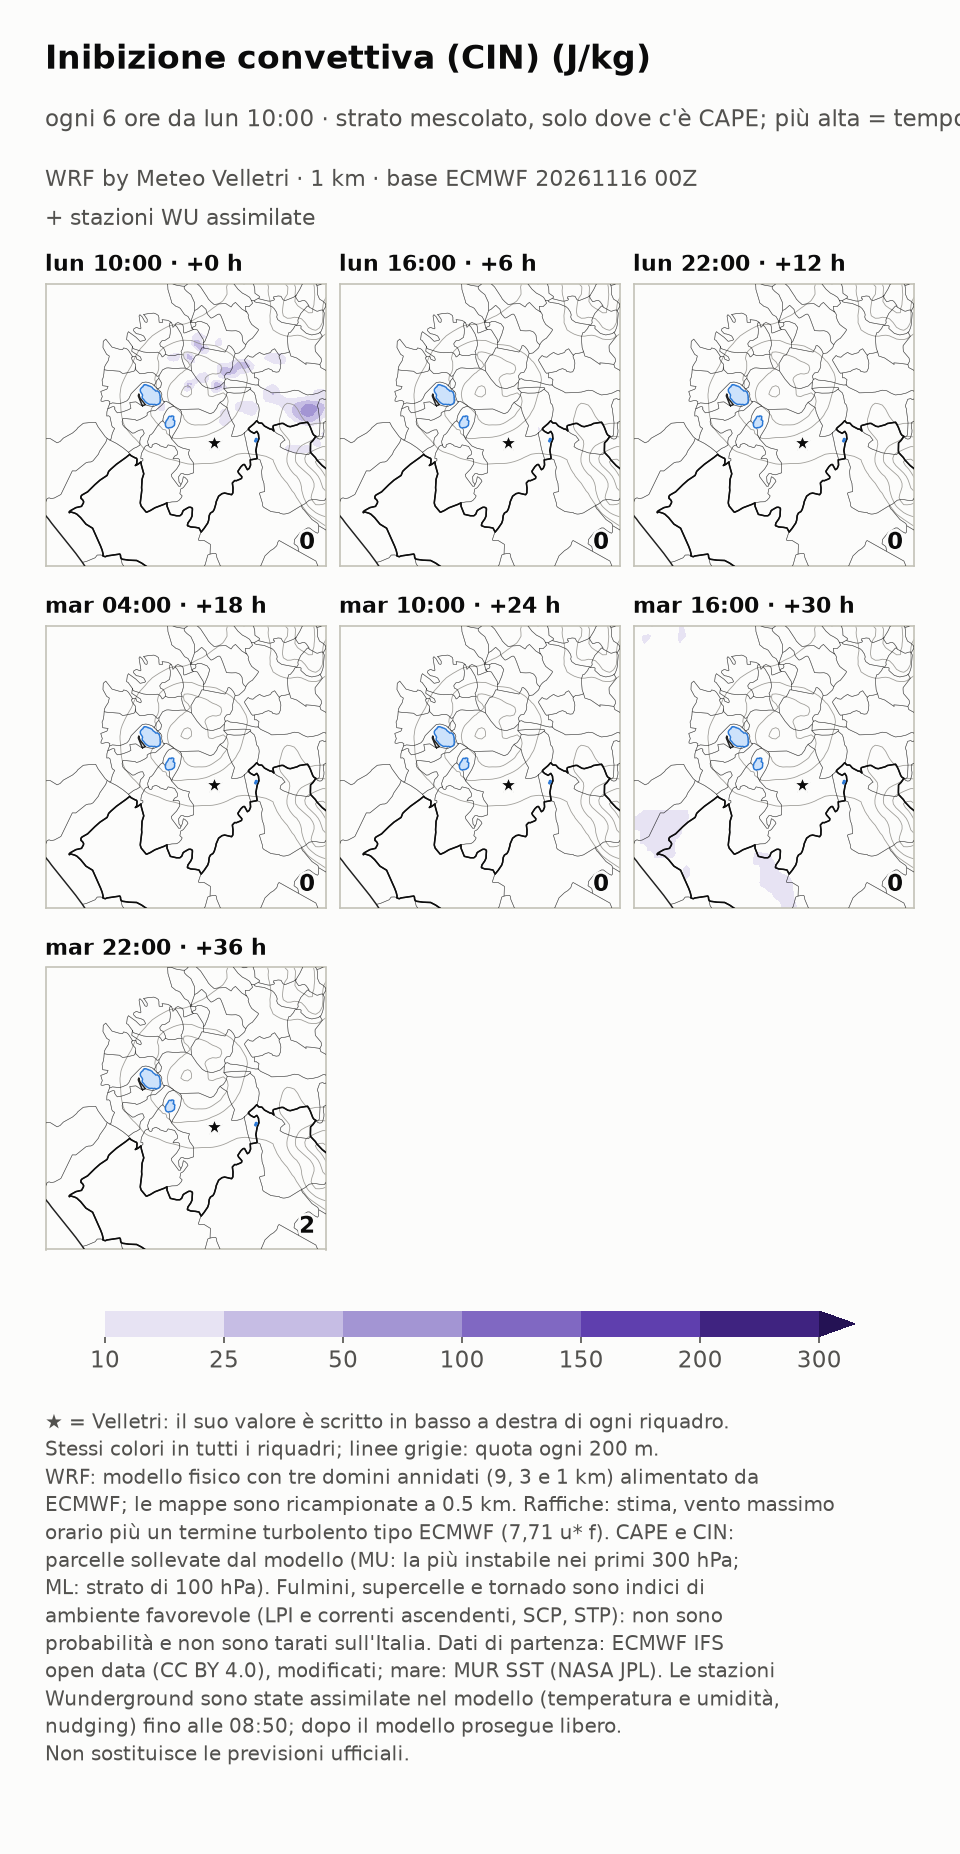 Inibizione convettiva (CIN) (J/kg)
ogni 6 ore da lun 10:00 · strato mescolato, solo dove c'è CAPE; più alta = tempo
WRF by Meteo Velletri · 1 km · base ECMWF 20261116 00Z
+ stazioni WU assimilate
lun 10:00 · +0 h
lun 16:00 · +6 h
lun 22:00 · +12 h
0
0
0
mar 04:00 · +18 h
mar 10:00 · +24 h
mar 16:00 · +30 h
0
0
0
mar 22:00 · +36 h
2
10 25 50 100 150 200 300
★ = Velletri: il suo valore è scritto in basso a destra di ogni riquadro.
Stessi colori in tutti i riquadri; linee grigie: quota ogni 200 m.
WRF: modello fisico con tre domini annidati (9, 3 e 1 km) alimentato da
ECMWF; le mappe sono ricampionate a 0.5 km. Raffiche: stima, vento massimo
orario più un termine turbolento tipo ECMWF (7,71 u* f). CAPE e CIN:
parcelle sollevate dal modello (MU: la più instabile nei primi 300 hPa;
ML: strato di 100 hPa). Fulmini, supercelle e tornado sono indici di
ambiente favorevole (LPI e correnti ascendenti, SCP, STP): non sono
probabilità e non sono tarati sull'Italia. Dati di partenza: ECMWF IFS
open data (CC BY 4.0), modificati; mare: MUR SST (NASA JPL). Le stazioni
Wunderground sono state assimilate nel modello (temperatura e umidità,
nudging) fino alle 08:50; dopo il modello prosegue libero.
Non sostituisce le previsioni ufficiali.